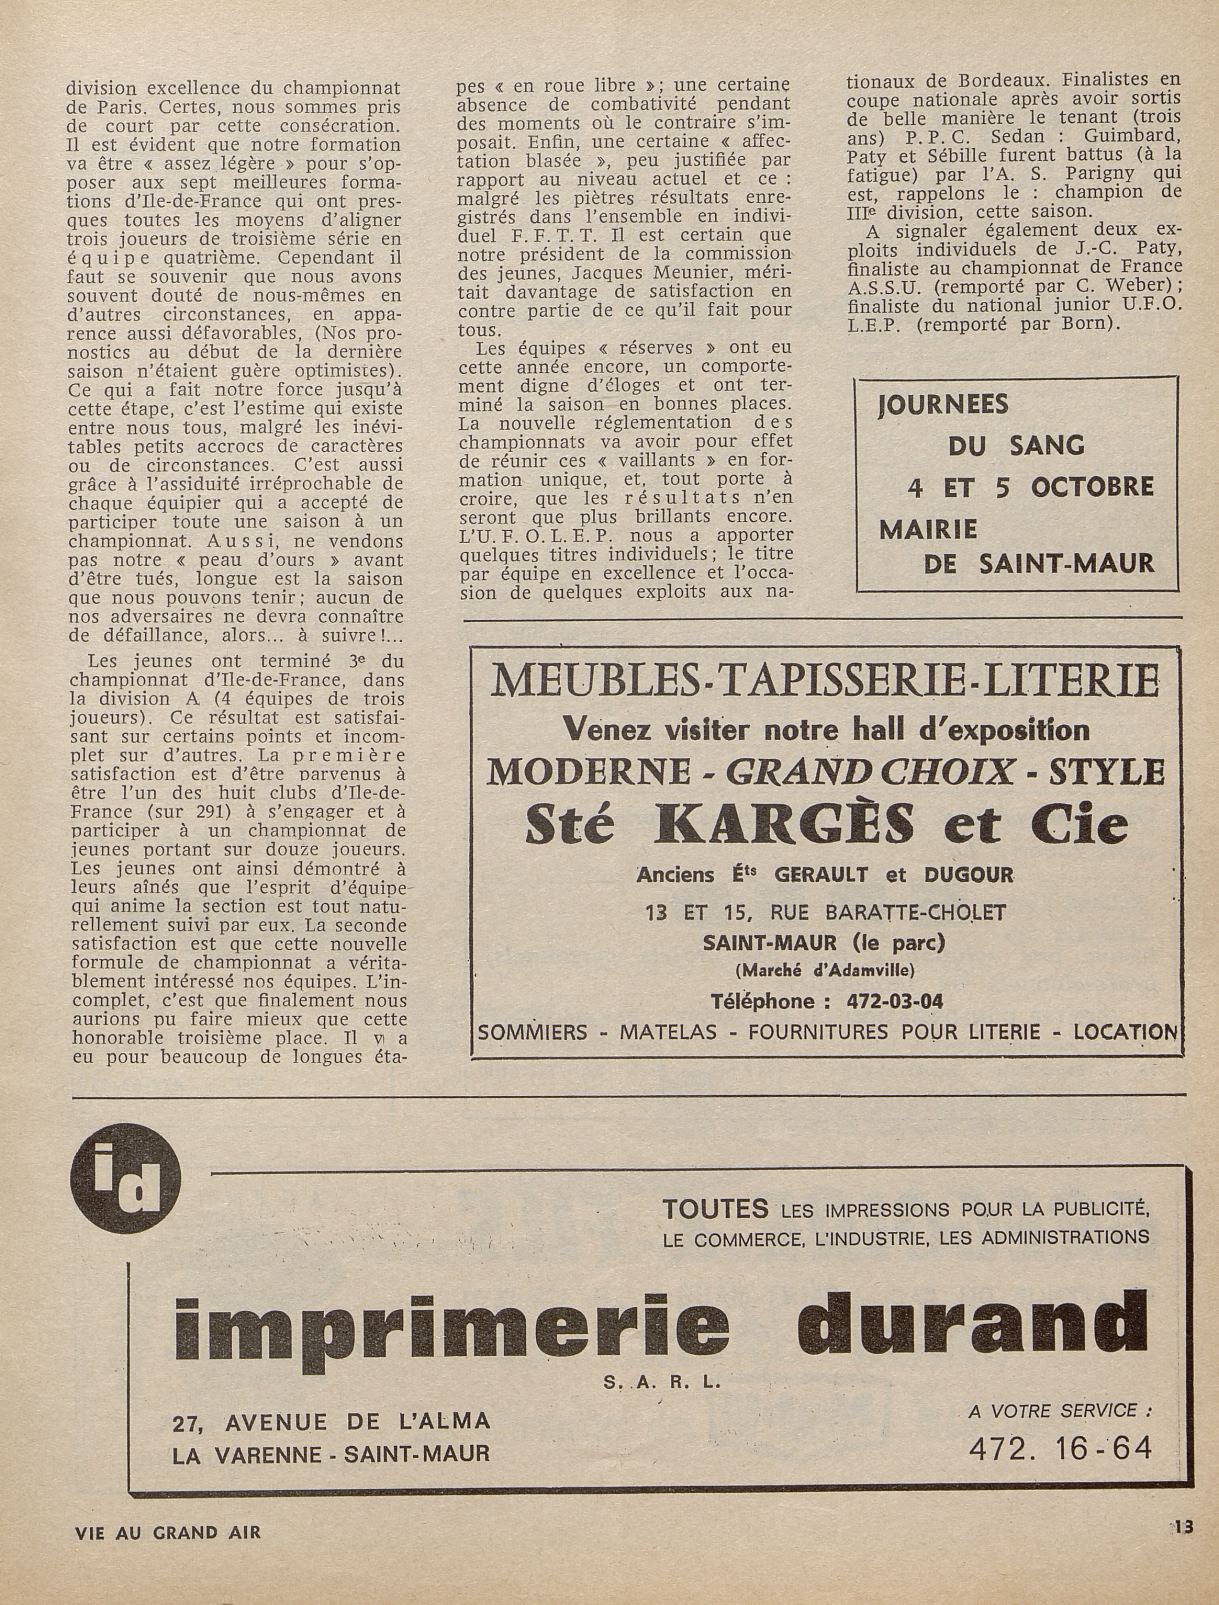 division excellence du championnat
de Paris. Certes, nous sommes pris
de court par cette consécration.
Il est évident que notre formation
va être « assez légère » pour s'op-
poser aux sept meilleures forma-
tions d'Ile-de-France qui ont pres-
ques toutes les moyens d'aligner
trois joueurs de troisième série en
équipe quatrième. Cependant il
faut se souvenir que nous avons
souvent douté de nous-mêmes en
d'autres circonstances, en appa-
rence aussi défavorables, (Nos pro-
nostics au début de la dernière
saison n'étaient guère optimistes).
Ce qui a fait notre force jusqu'à
cette étape, c'est l'estime qui existe
entre nous tous, malgré les inévi-
tables petits accrocs de caractères
ou de circonstances. C'est aussi
grâce à l'assiduité irréprochable de
chaque équipier qui a accepté de
participer toute une saison à un
championnat. Aussi, ne vendons
pas notre « peau d'ours » avant
d'être tués, longue est la saison
que nous pouvons tenir; aucun de
nos adversaires ne devra connaître
de défaillance, alors... à suivre!...
Les jeunes ont terminé 3e du
championnat d'Ile-de-France, dans
la division A (4 équipes de trois
joueurs). Ce résultat est satisfai-
sant sur certains points et incom-
plet sur d'autres. La première
satisfaction est d'être parvenus à
être l'un des huit clubs d'Ile-de-
France (sur 291) à s'engager et à
participer à un championnat de
jeunes portant sur douze joueurs.
Les jeunes ont ainsi démontré à
leurs aînés que l'esprit d'équipe
qui anime la section est tout natu-
rellement suivi par eux. La seconde
satisfaction est que cette nouvelle
formule de championnat a vérita-
blement intéressé nos équipes. L'in-
complet, c'est que finalement nous
aurions pu faire mieux que cette
honorable troisième place. Il y a
eu pour beaucoup de longues éta-
pes « en roue libre »; une certaine
absence de combativité pendant
des moments où le contraire s'im-
posait. Enfin, une certaine « affec-
tation blasée », peu justifiée par
rapport au niveau actuel et ce :
malgré les piètres résultats enre-
gistrés dans l'ensemble en indivi-
duel F.F.T.T. Il est certain que
notre président de la commission
des jeunes, Jacques Meunier, méri-
tait davantage de satisfaction en
contre partie de ce qu'il fait pour
tous.
Les équipes « réserves » ont eu
cette année encore, un comporte-
ment digne d'éloges et ont ter-
miné la saison en bonnes places.
La nouvelle réglementation des
championnats va avoir pour effet
de réunir ces « vaillants » en for-
mation unique, et, tout porte à
croire, que les résultats n'en
seront que plus brillants encore.
L'U.F.O.L.E.P. nous a apporter
quelques titres individuels; le titre
par équipe en excellence et l'occa-
sion de quelques exploits aux na-
tionaux de Bordeaux. Finalistes en
coupe nationale après avoir sortis
de belle manière le tenant (trois
ans) P.P.C. Sedan : Guimbard,
Paty et Sébille furent battus (à la
fatigue) par l'A. S. Parigny qui
est, rappelons le : champion de
IIIe division, cette saison.
A signaler également deux ex-
ploits individuels de J.-C. Paty,
finaliste au championnat de France
A.S.S.U. (remporté par C. Weber);
finaliste du national junior U.F.O.
L.E.P. (remporté par Born).
JOURNEES
DU SANG
4 ET 5 OCTOBRE
MAIRIE
DE SAINT-MAUR
MEUBLES-TAPISSERIE-LITERIE
Venez visiter notre hall d'exposition
MODERNE - GRAND CHOIX - STYLE
Sté KARGÈS et Cie
Anciens Éts GERAULT et DUGOUR
13 ET 15, RUE BARATTE-CHOLET
SAINT-MAUR (le parc)
(Marché d'Adamville)
Téléphone : 472-03-04
SOMMIERS - MATELAS - FOURNITURES POUR LITERIE - LOCATION
id
TOUTES LES IMPRESSIONS POUR LA PUBLICITÉ,
LE COMMERCE, L'INDUSTRIE, LES ADMINISTRATIONS
imprimerie durand
S. A. R. L.
27, AVENUE DE L'ALMA
LA VARENNE - SAINT-MAUR
A VOTRE SERVICE :
472. 16-64
VIE AU GRAND AIR
13